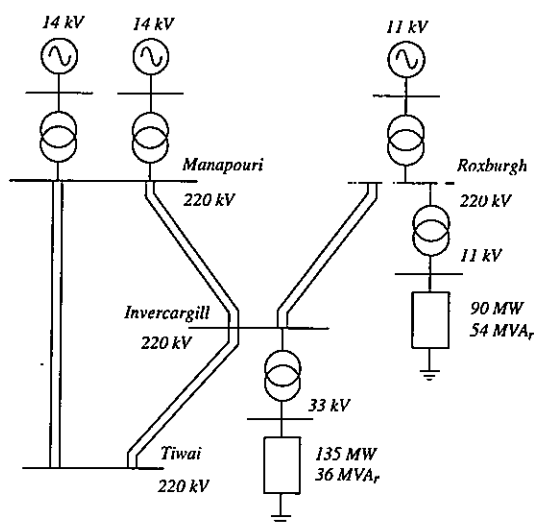 14 kV
14 kV
11 kV
Manapouri
220 kV
Roxburgh
220 kV
11 kV
90 MW
54 MVAr
Invercargill
220 kV
33 kV
135 MW
36 MVAr
Tiwai
220 kV